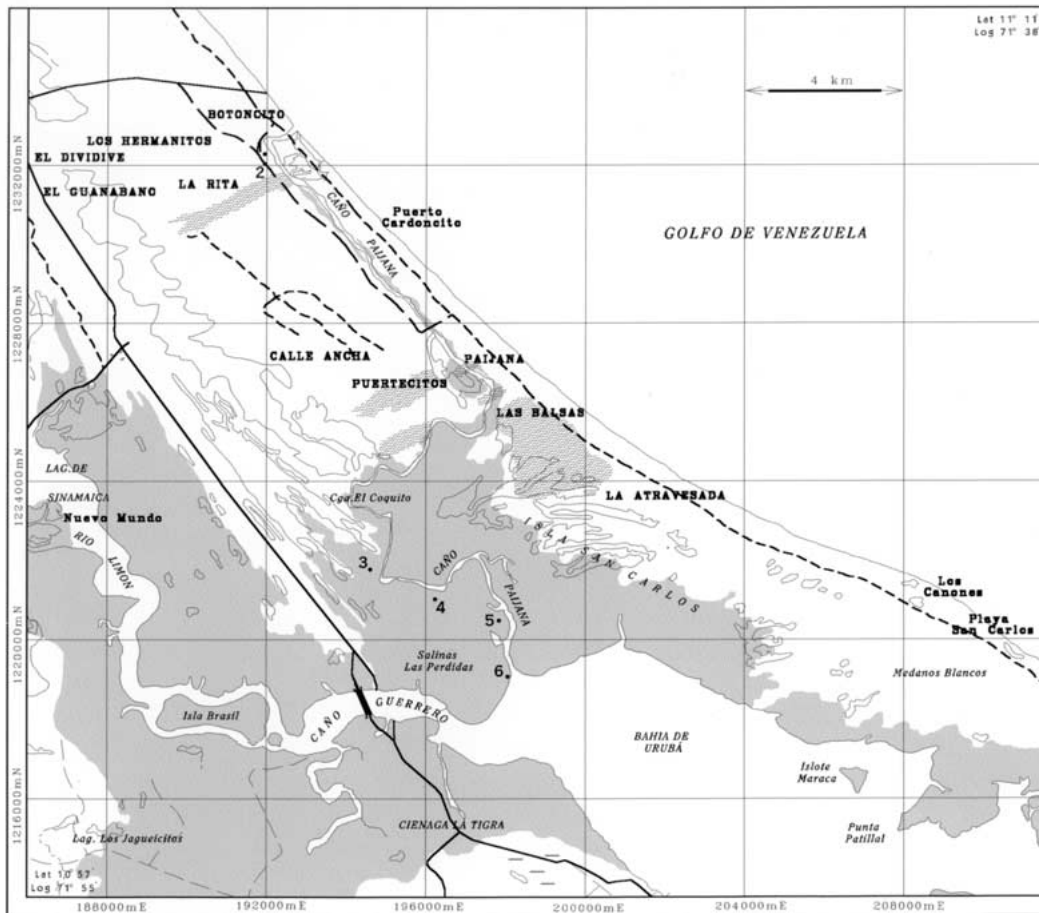 Lat 11° 11'
Log 71° 38'
4 km
BOTONCITO
LOS HERMANITOS
EL DIVIDIVE
2
1232000mN
EL GUANABANO
LA RITA
CAÑO
PAIJANA
Puerto
Cardoncito
GOLFO DE VENEZUELA
1228000mN
CALLE ANCHA
PAIJANA
PUERTECITOS
LAS BALSAS
LAG. DE
SINAMAICA
Cga. El Coquito
1224000mN
LA ATRAVESADA
Nuevo Mundo
RIO
LIMON
ISLA SAN CARLOS
3
CAÑO
PAIJANA
4
5
Los
Canones
Playa
San Carlos
1220000mN
Salinas
Las Perdidas
6
Medanos Blancos
Isla Brasil
CAÑO
GUERRERO
BAHIA DE
URUBÁ
Islote
Maraca
1216000mN
CIENAGA LA TIGRA
Lag. Los Jagueicitos
Punta
Patillal
Lat 10° 57'
Log 71° 55'
188000mE
192000mE
196000mE
200000mE
204000mE
208000mE